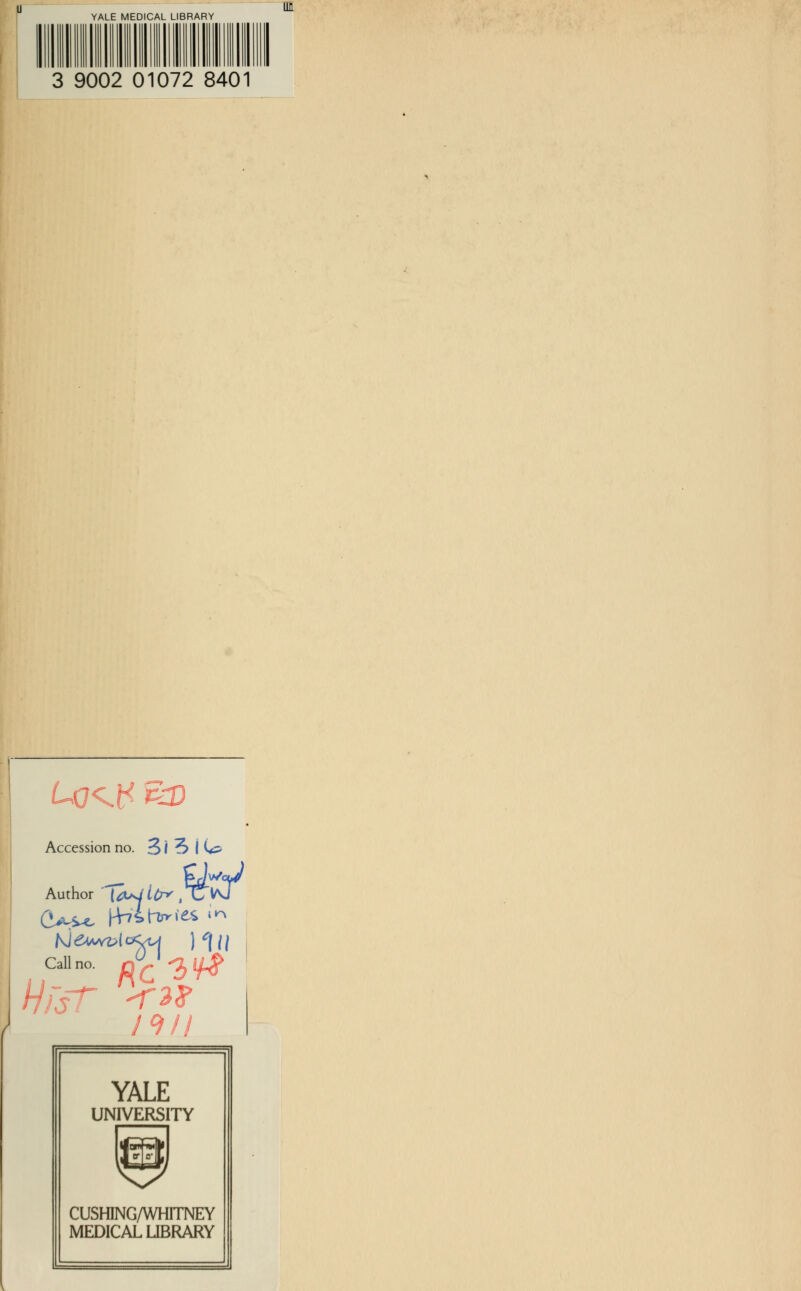 YALE MEDICAL LIBRARY
3 9002 01072 8401
LOCKED
Accession no. 31316
Edward
Author Taylor, EW
Case Histories in
Neurology 1911
Call no. RC 348
Hist T38
1911
YALE
UNIVERSITY
CUSHING/WHITNEY
MEDICAL LIBRARY